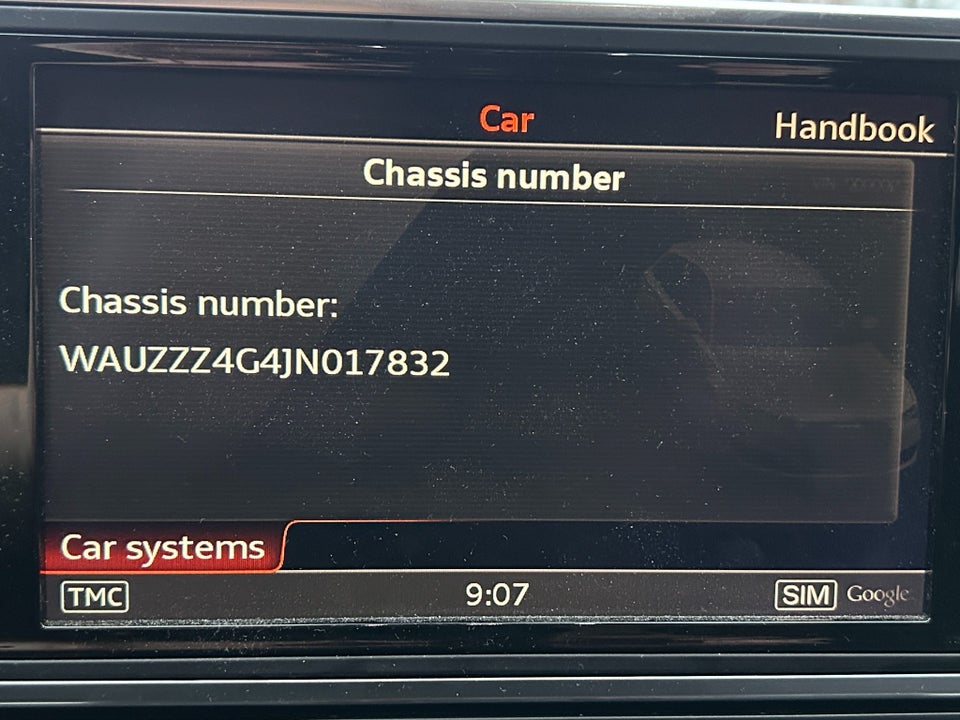 Car
Handbook
Chassis number
Chassis number:
WAUZZZ4G4JN017832
Car systems
TMC
9:07
SIM Google